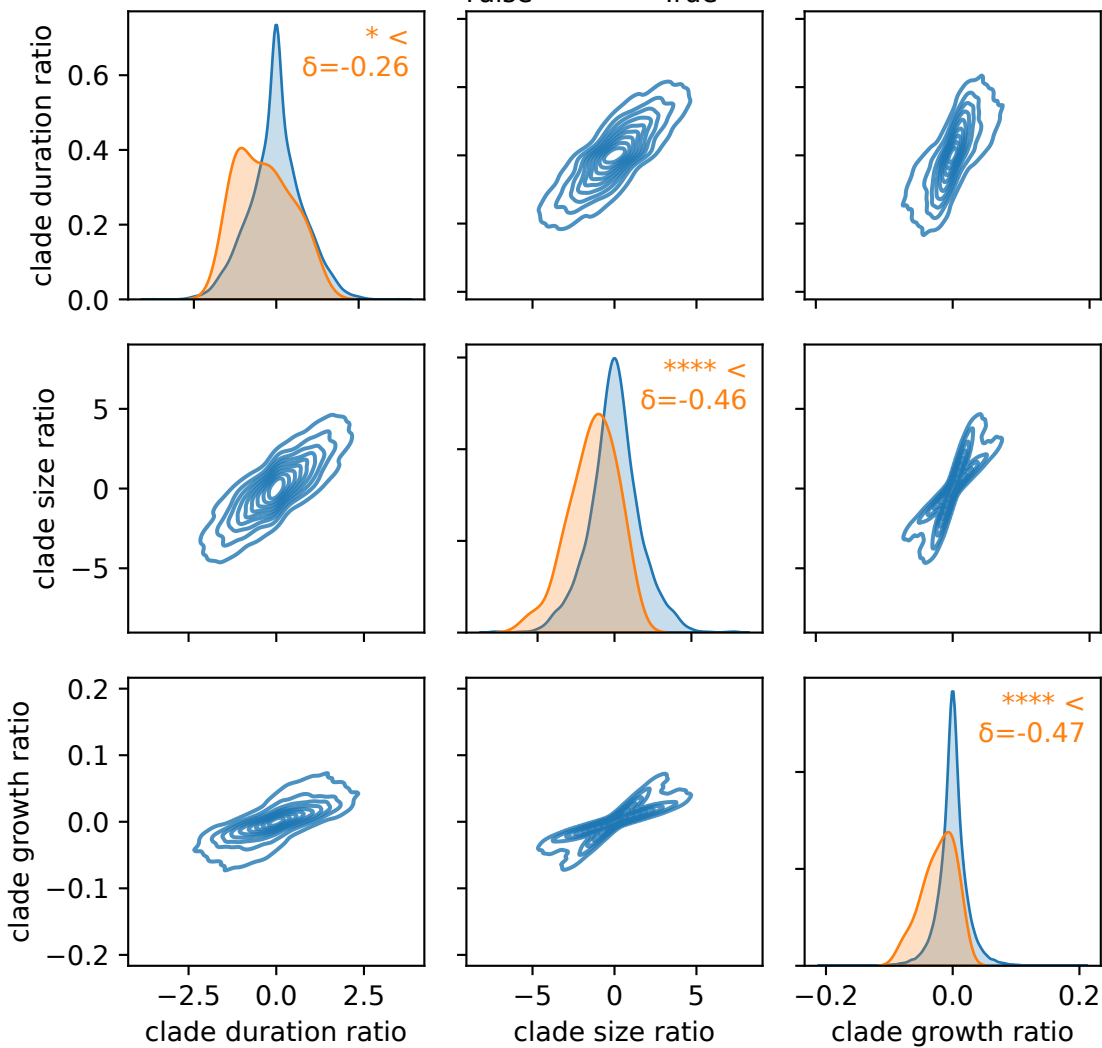 * <
δ=-0.26
clade duration ratio
0.6
0.4
0.2
0.0
**** <
δ=-0.46
clade size ratio
5
0
−5
**** <
δ=-0.47
clade growth ratio
0.2
0.1
0.0
−0.1
−0.2
−2.5 0.0 2.5
−5 0 5
−0.2 0.0 0.2
clade duration ratio
clade size ratio
clade growth ratio